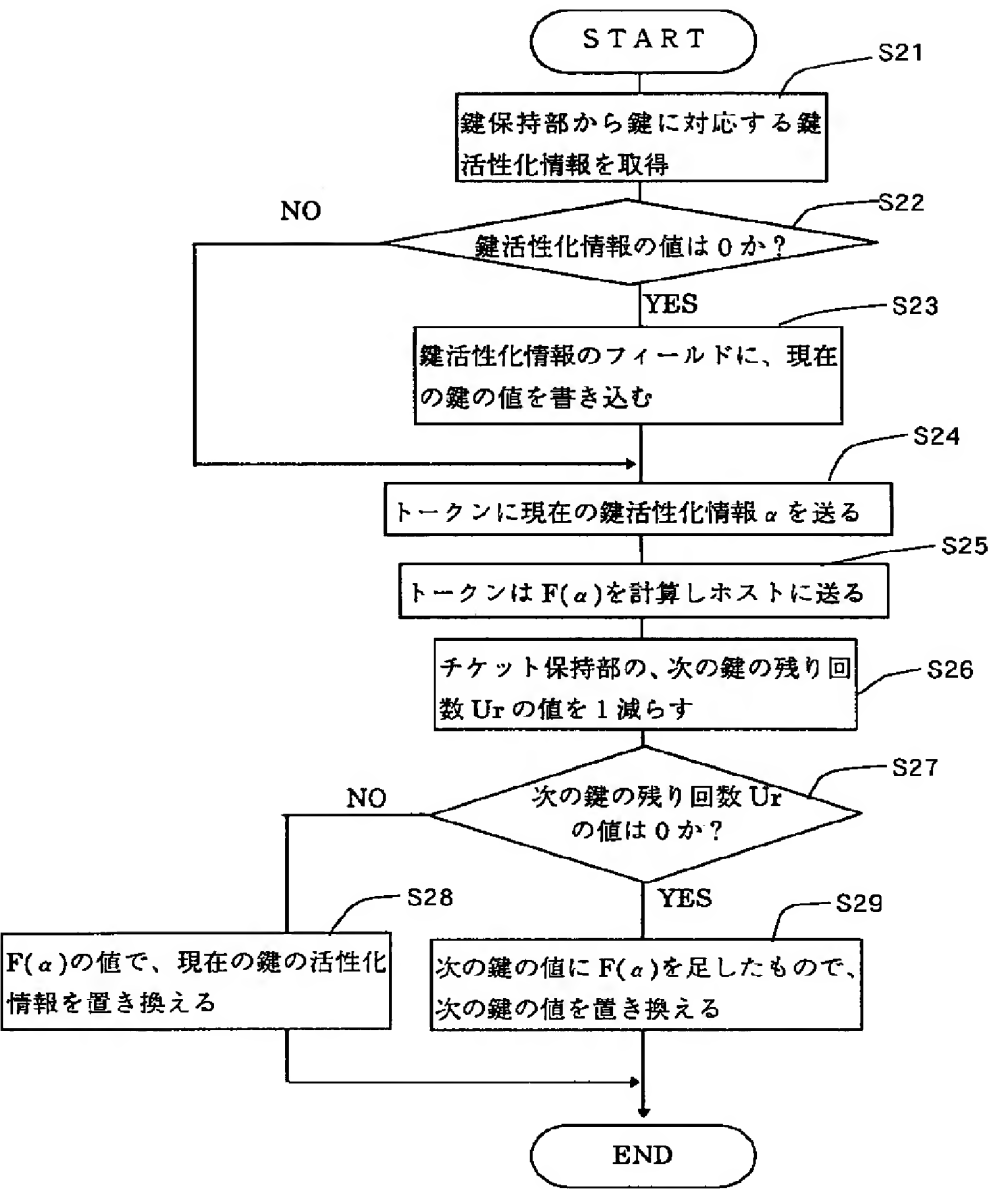 START
S21
鍵保持部から鍵に対応する鍵
活性化情報を取得
S22
NO
鍵活性化情報の値は0か?
YES
S23
鍵活性化情報のフィールドに、現在
の鍵の値を書き込む
S24
トークンに現在の鍵活性化情報αを送る
S25
トークンはF(α)を計算しホストに送る
S26
チケット保持部の、次の鍵の残り回
数Urの値を1減らす
S27
NO
次の鍵の残り回数Ur
の値は0か?
YES
S28
F(α)の値で、現在の鍵の活性化
情報を置き換える
S29
次の鍵の値にF(α)を足したもので、
次の鍵の値を置き換える
END